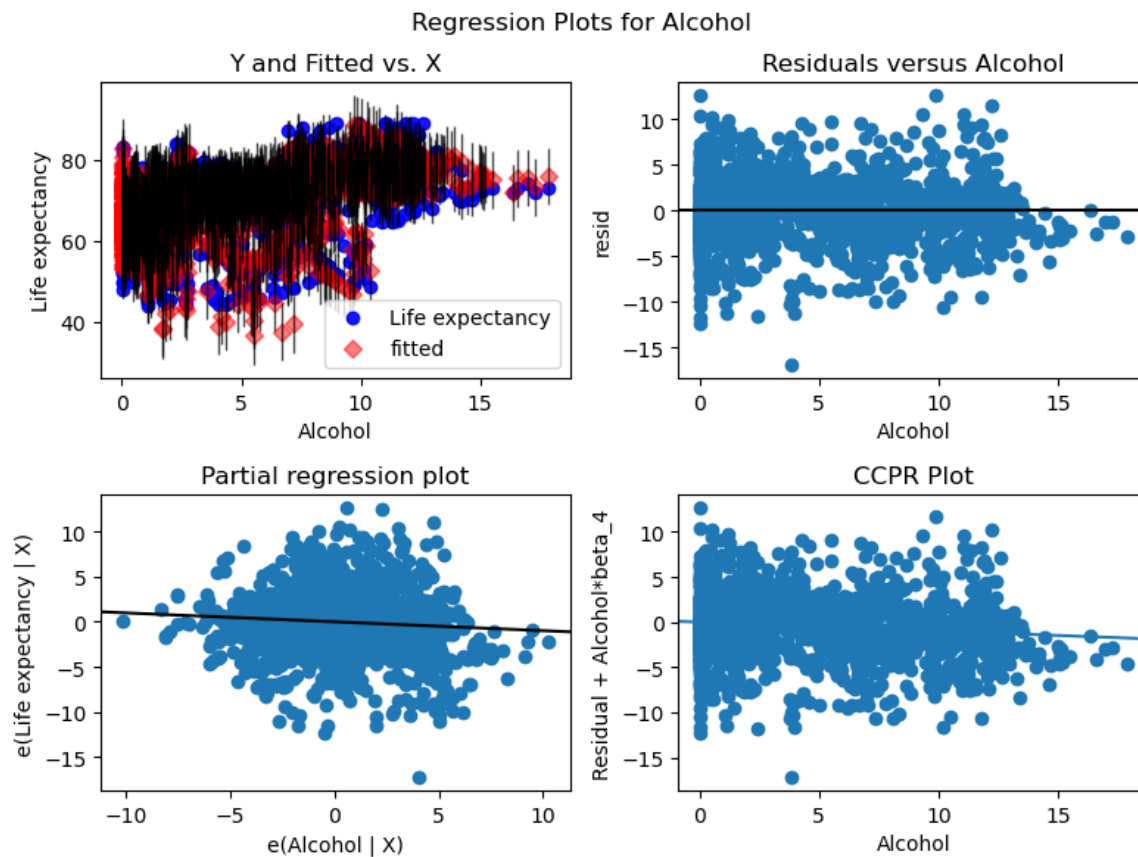 Regression Plots for Alcohol
Y and Fitted vs. X
Life expectancy
80
60
40
Life expectancy
fitted
0 5 10 15
Alcohol
Residuals versus Alcohol
resid
10
5
0
−5
−10
−15
0 5 10 15
Alcohol
Partial regression plot
e(Life expectancy | X)
10
5
0
−5
−10
−15
−10 −5 0 5 10
e(Alcohol | X)
CCPR Plot
Residual + Alcohol*beta_4
10
5
0
−5
−10
−15
0 5 10 15
Alcohol